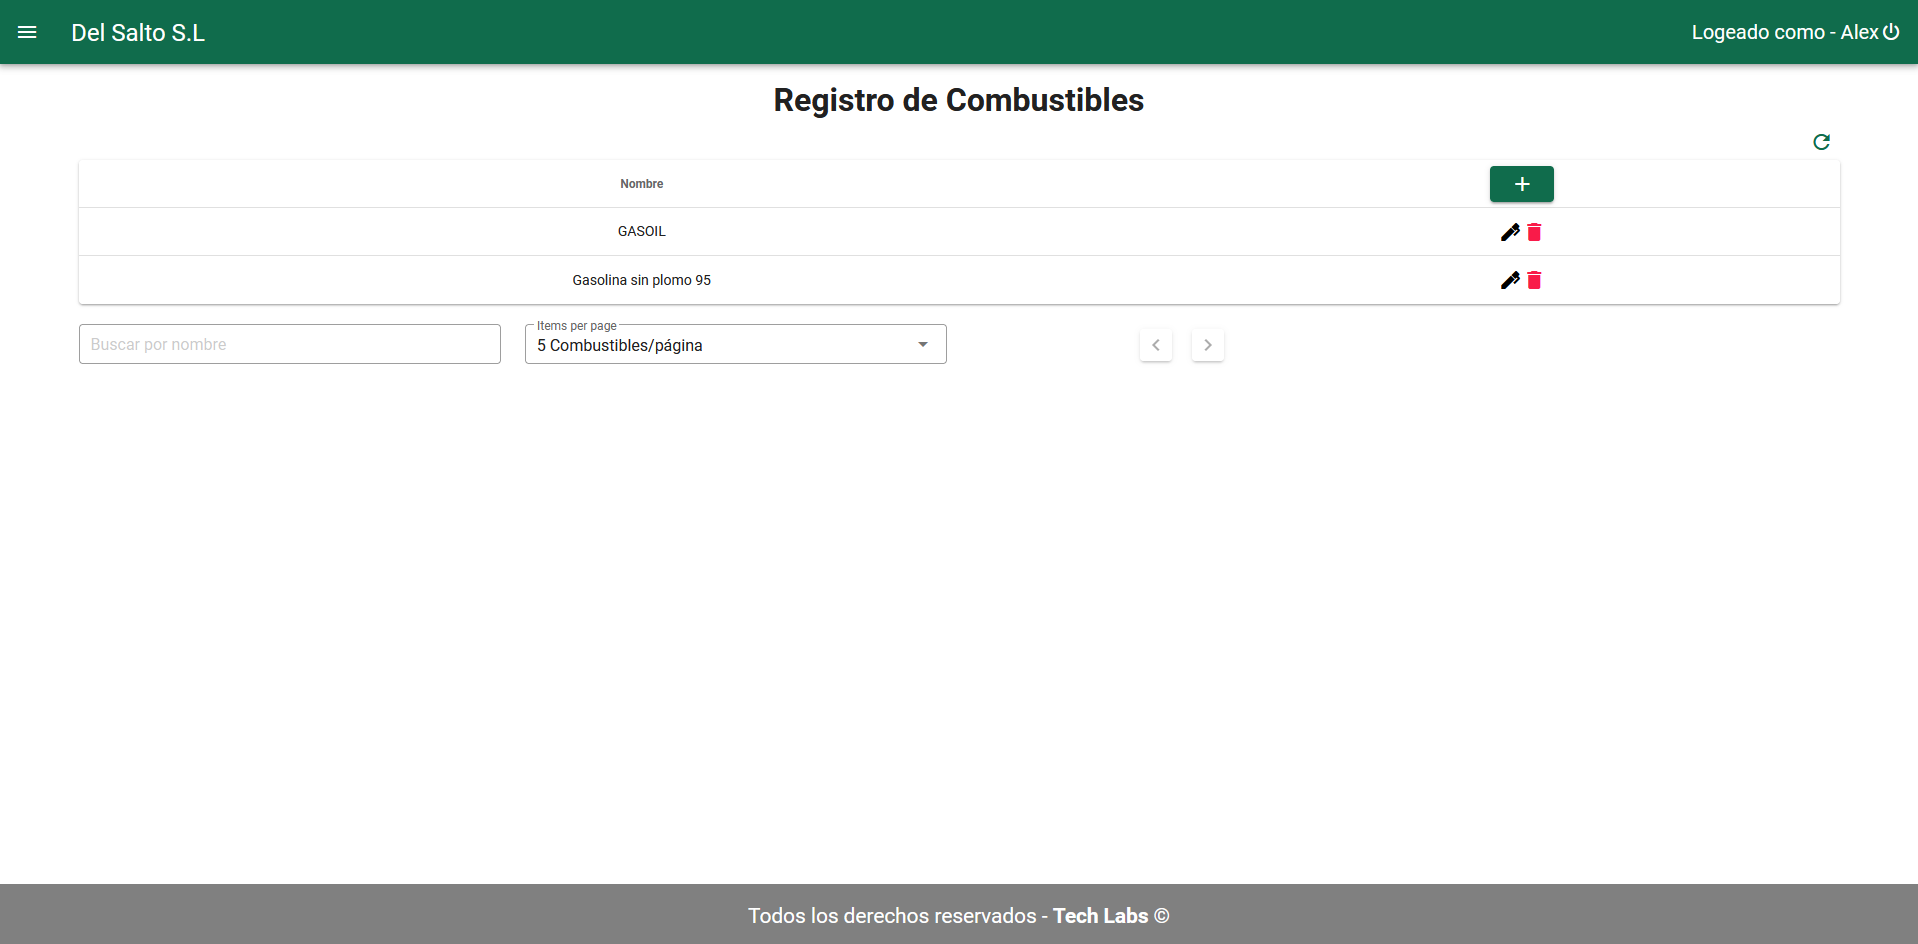 Del Salto S.L
Logeado como - Alex
Registro de Combustibles
Nombre
GASOIL
Gasolina sin plomo 95
Buscar por nombre
Items per page
5 Combustibles/página
Todos los derechos reservados - Tech Labs ©